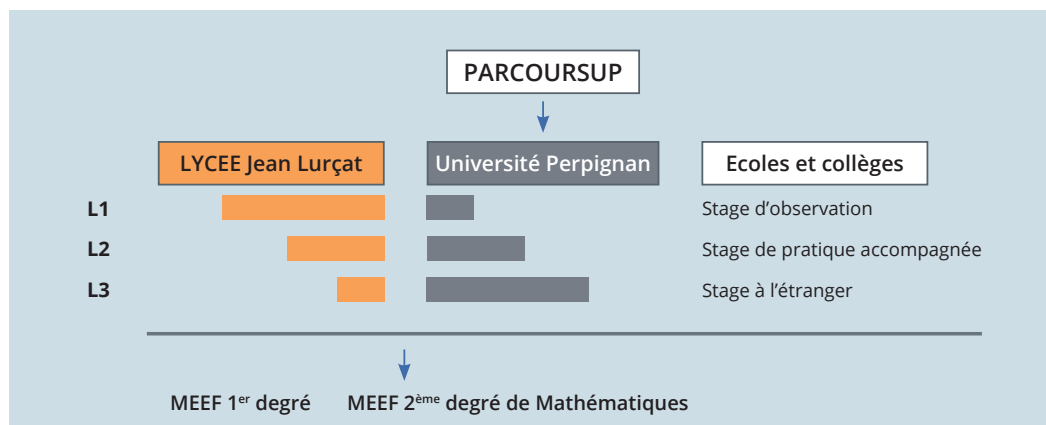 PARCOURSUP
LYCEE Jean Lurçat Université Perpignan Ecoles et collèges
L1 Stage d’observation
L2 Stage de pratique accompagnée
L3 Stage à l’étranger
MEEF 1er degré MEEF 2ème degré de Mathématiques